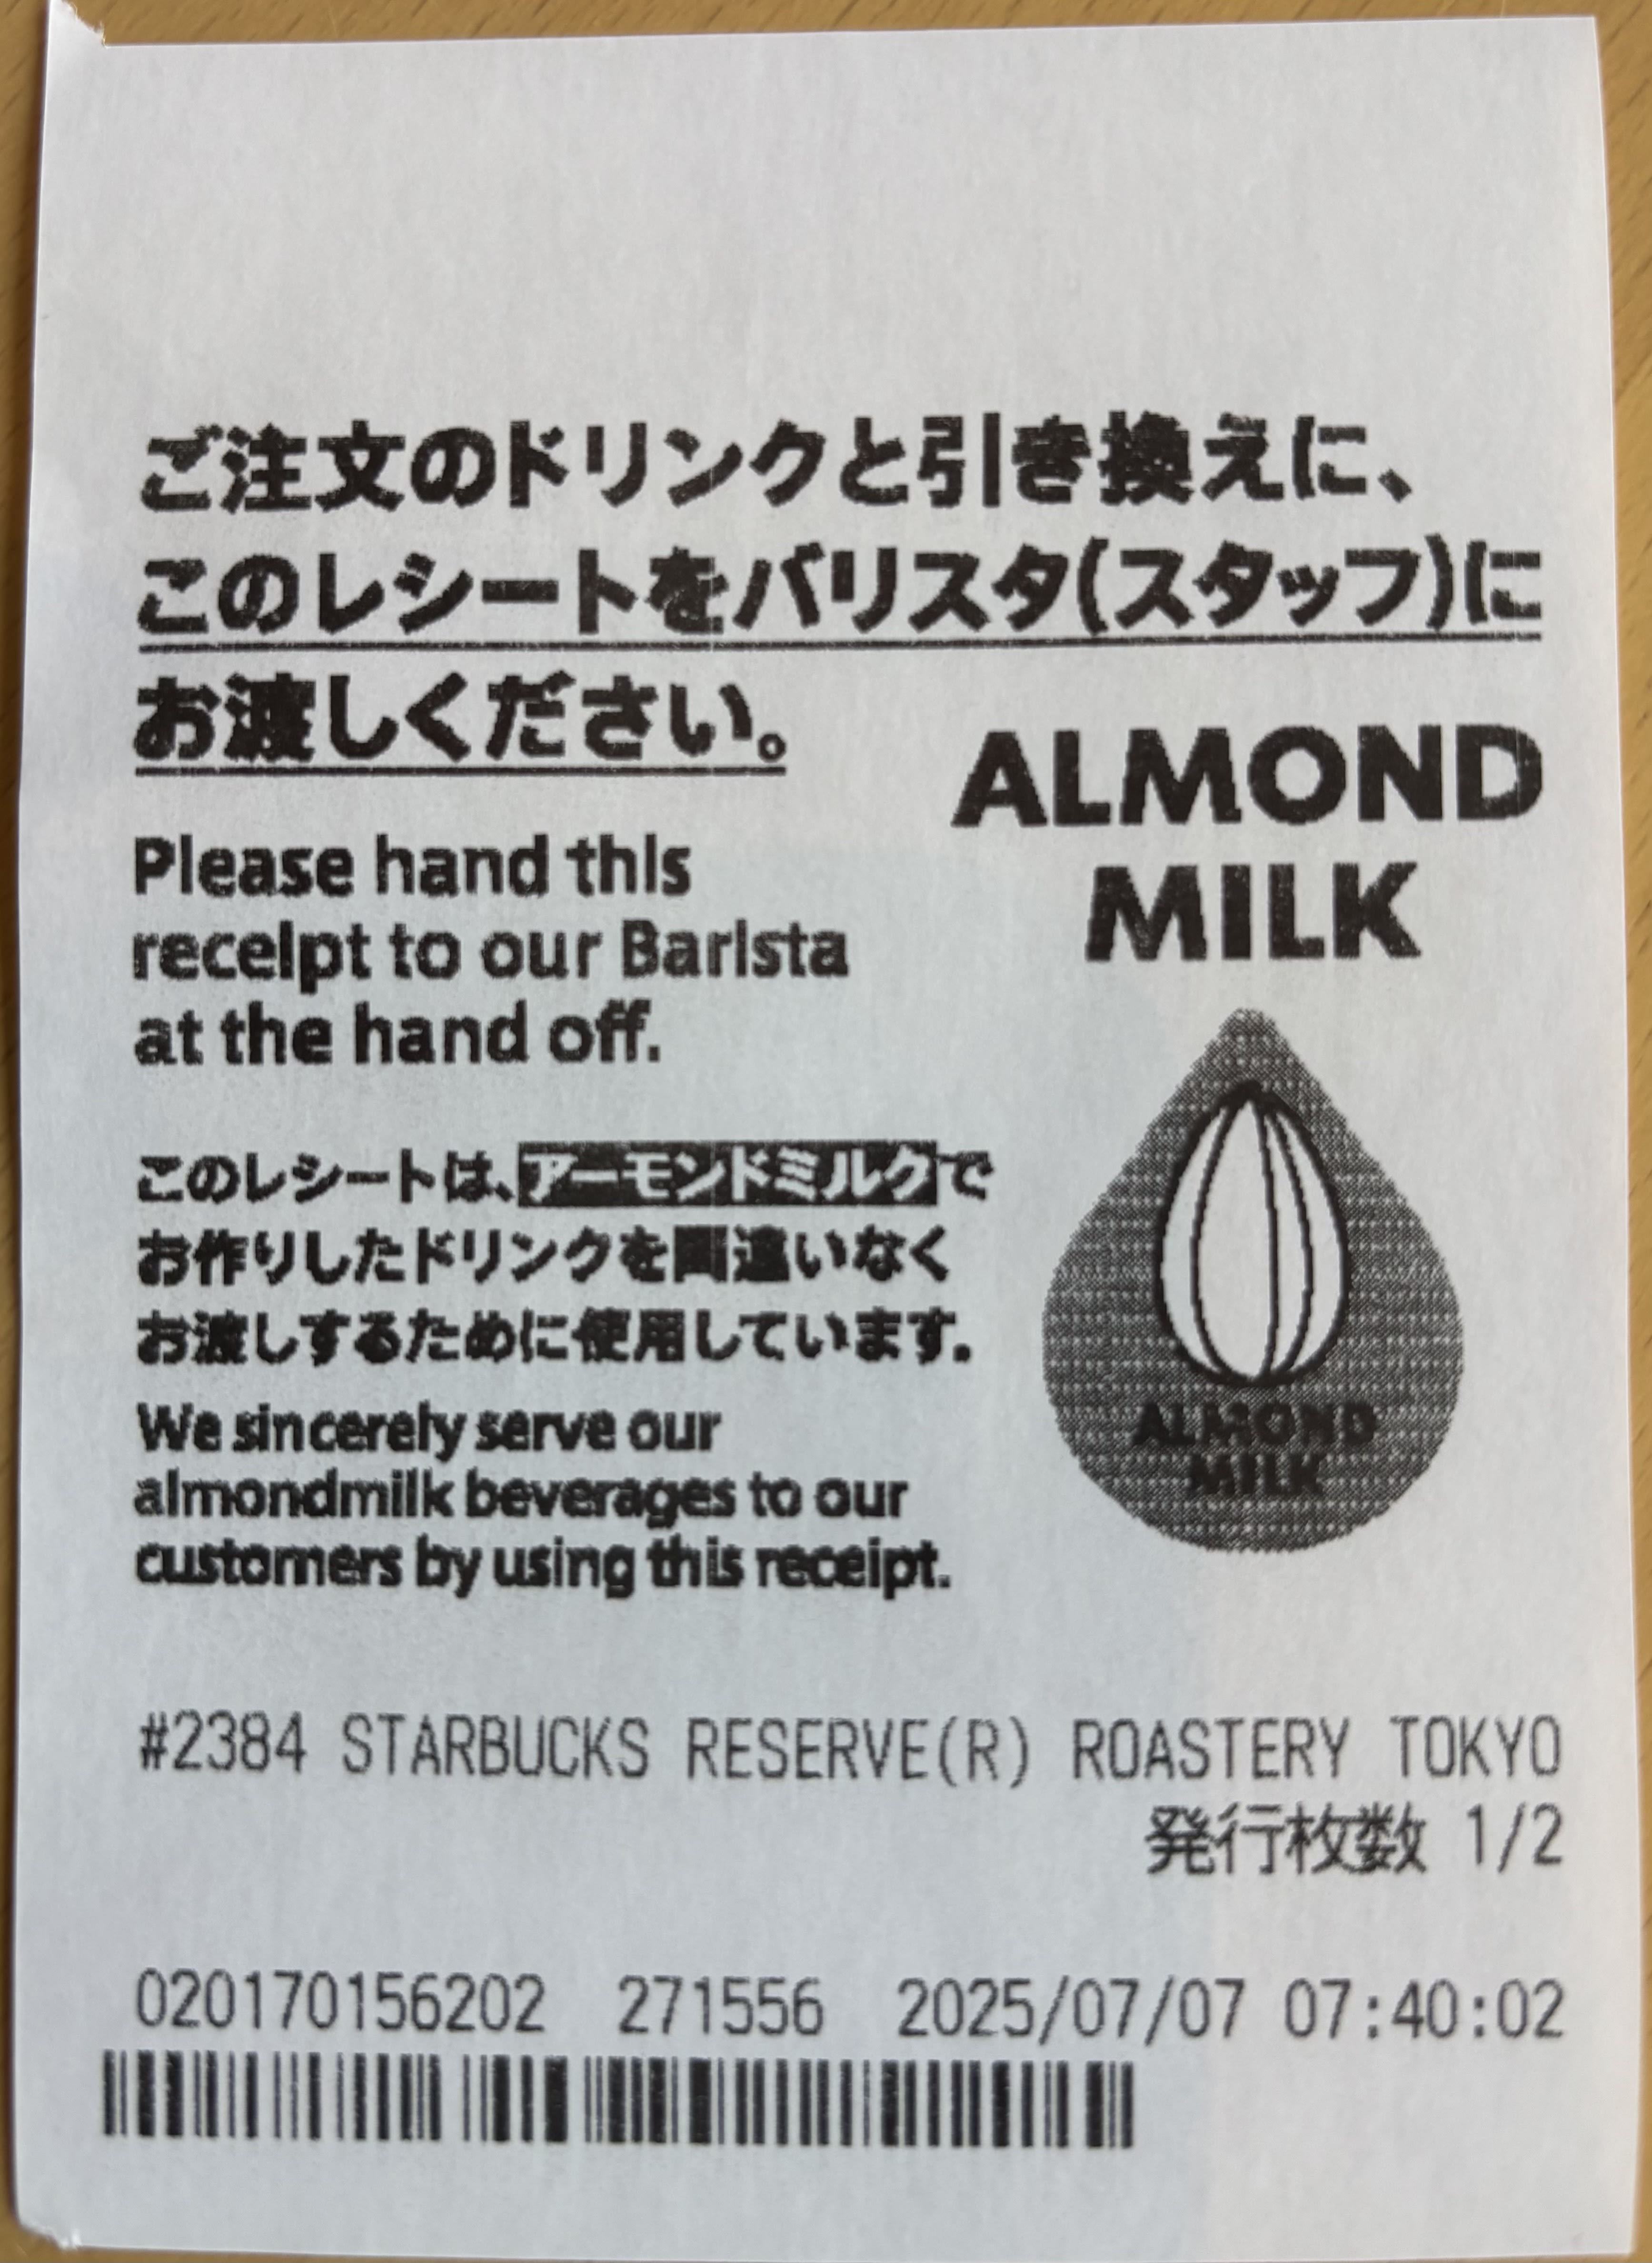 ご注文のドリンクと引き換えに、
このレシートをバリスタ(スタッフ)に
お渡しください。
ALMOND
MILK
Please hand this
receipt to our Barista
at the hand off.
このレシートは、アーモンドミルクで
お作りしたドリンクを間違いなく
お渡しするために使用しています。
We sincerely serve our
almondmilk beverages to our
customers by using this receipt.
ALMOND
MILK
#2384 STARBUCKS RESERVE(R) ROASTERY TOKYO
発行枚数 1/2
020170156202 271556 2025/07/07 07:40:02